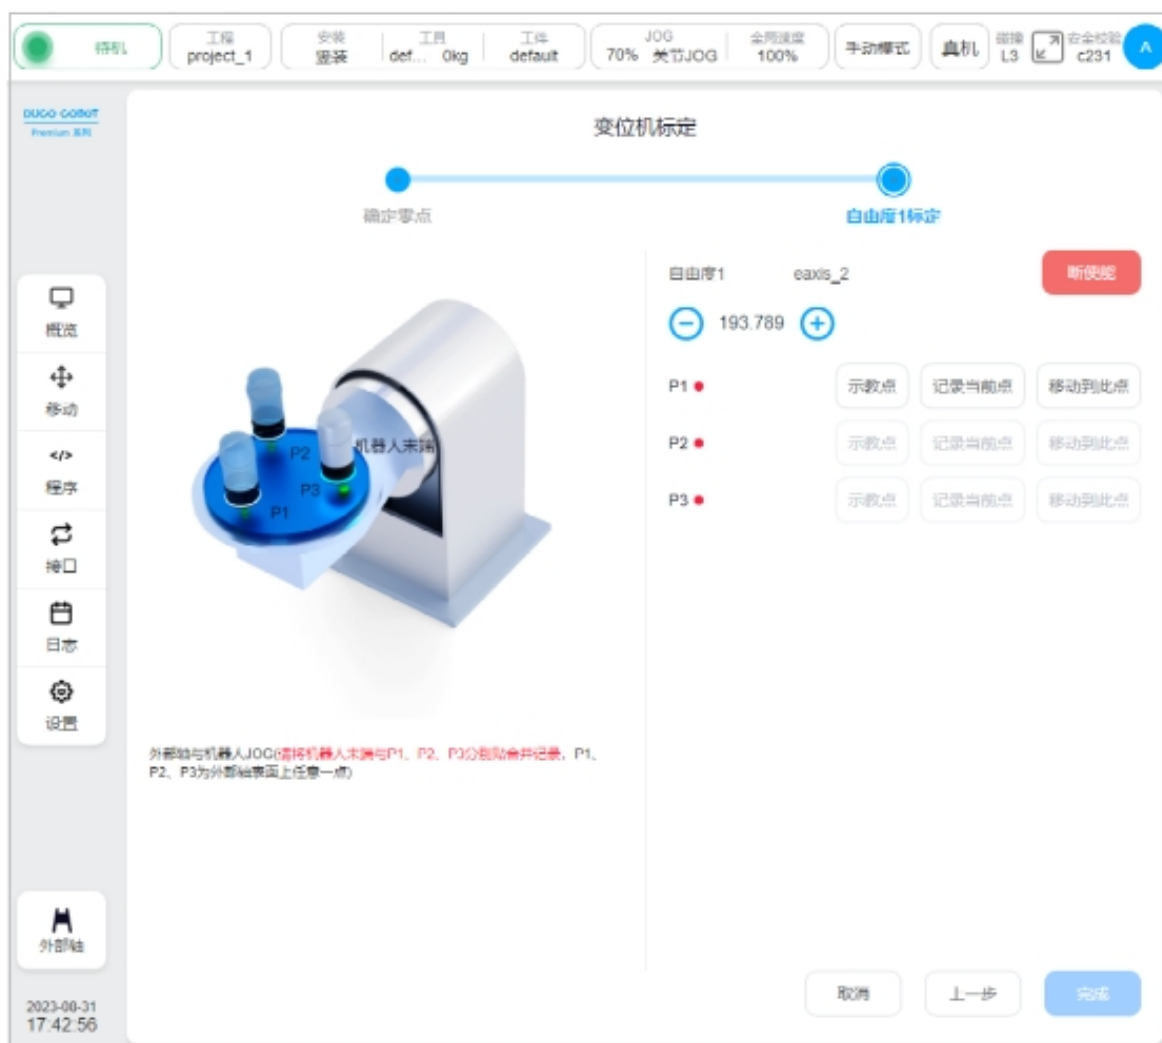 待机
工程
project_1
安装
竖装
工具
def... 0kg
工件
default
JOG
70% 关节JOG
全局速度
100%
手动模式
真机
碰撞
L3
安全校验
c231
A
DUCO COBOT
Premium 系列
变位机标定
确定零点
自由度1标定
概览
移动
</>
程序
接口
日志
设置
外部轴
2023-08-31
17:42:56
机器人末端
P2
P3
P1
外部轴与机器人JOG(请将机器人末端与P1、P2、P3分别贴合并记录，P1、
P2、P3为外部轴表面上任意一点)
自由度1 eaxis_2 断使能
193.789
P1 示教点 记录当前点 移动到此点
P2 示教点 记录当前点 移动到此点
P3 示教点 记录当前点 移动到此点
取消 上一步 完成